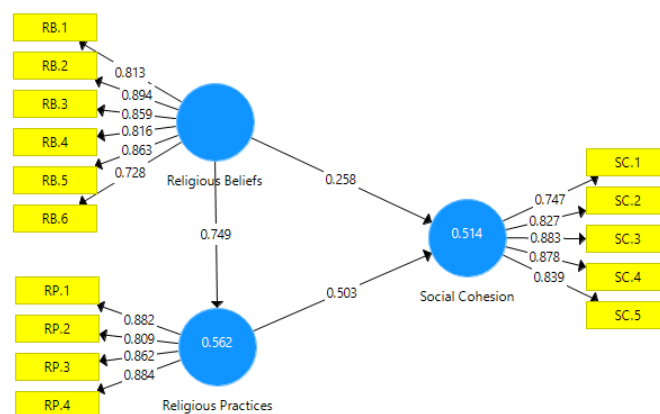 RB.1
RB.2
RB.3
RB.4
RB.5
RB.6
0.813
0.894
0.859
0.816
0.863
0.728
Religious Beliefs
0.258
0.749
0.503
RP.1
RP.2
RP.3
RP.4
0.882
0.809
0.862
0.884
0.562
Religious Practices
0.514
Social Cohesion
0.747
0.827
0.883
0.878
0.839
SC.1
SC.2
SC.3
SC.4
SC.5